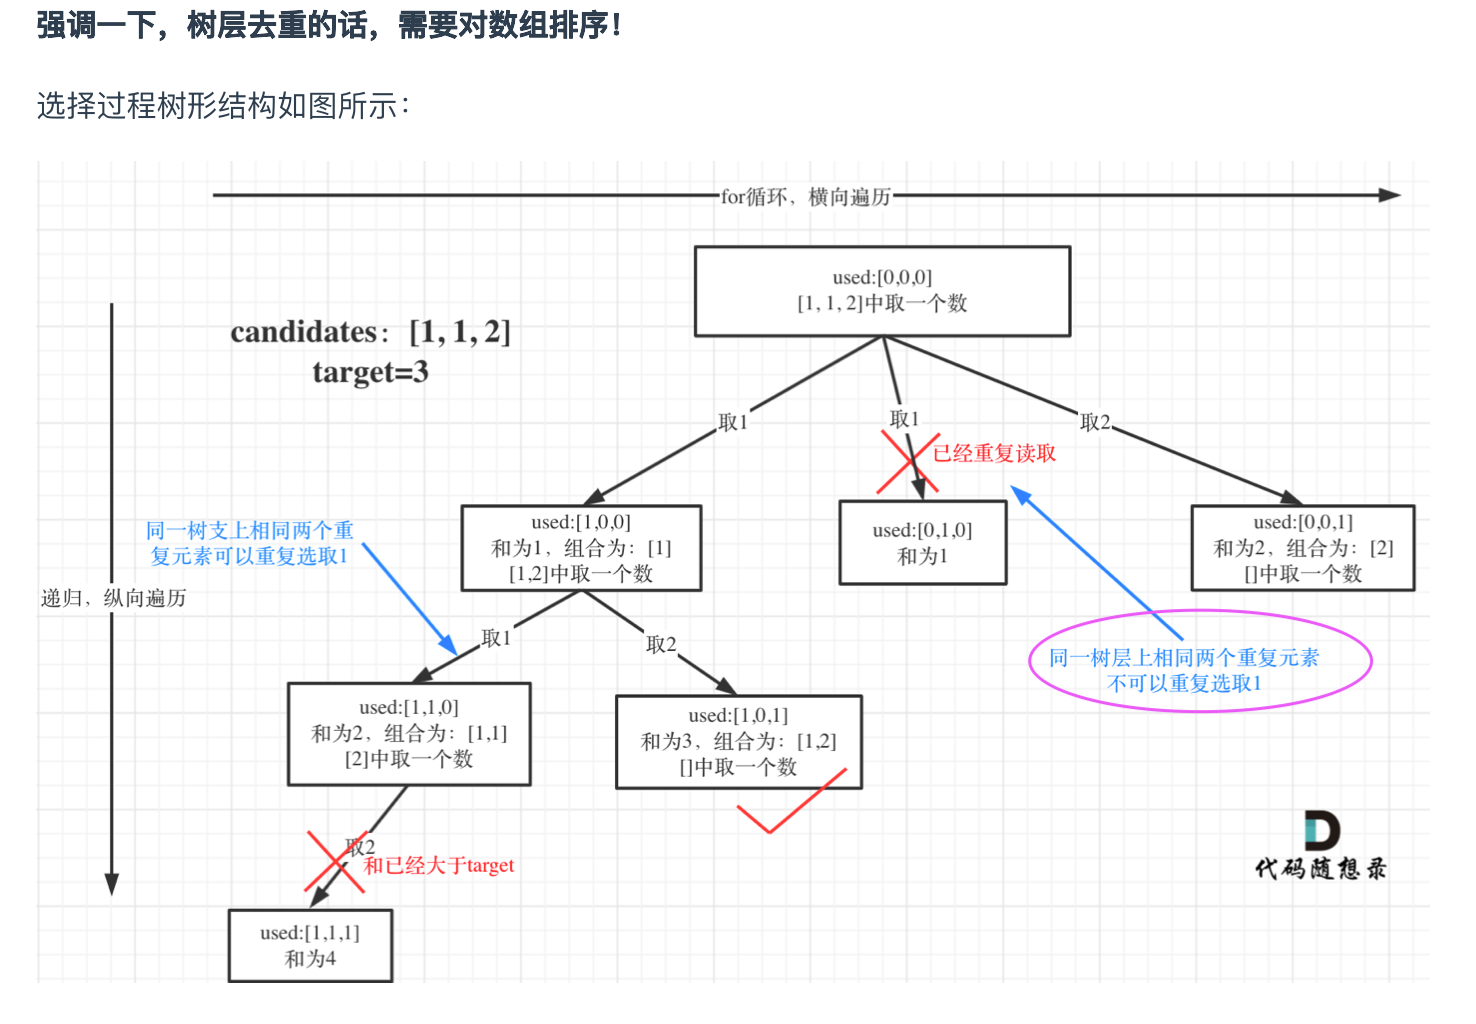 强调一下，树层去重的话，需要对数组排序！
选择过程树形结构如图所示：
for循环，横向遍历
used:[0,0,0]
[1, 1, 2]中取一个数
candidates：[1, 1, 2]
target=3
取1
取1
取2
已经重复读取
used:[1,0,0]
和为1，组合为：[1]
[1,2]中取一个数
used:[0,1,0]
和为1
used:[0,0,1]
和为2，组合为：[2]
[]中取一个数
同一树支上相同两个重
复元素可以重复选取1
递归，纵向遍历
取1
取2
同一树层上相同两个重复元素
不可以重复选取1
used:[1,1,0]
和为2，组合为：[1,1]
[2]中取一个数
used:[1,0,1]
和为3，组合为：[1,2]
[]中取一个数
取2
和已经大于target
代码随想录
used:[1,1,1]
和为4